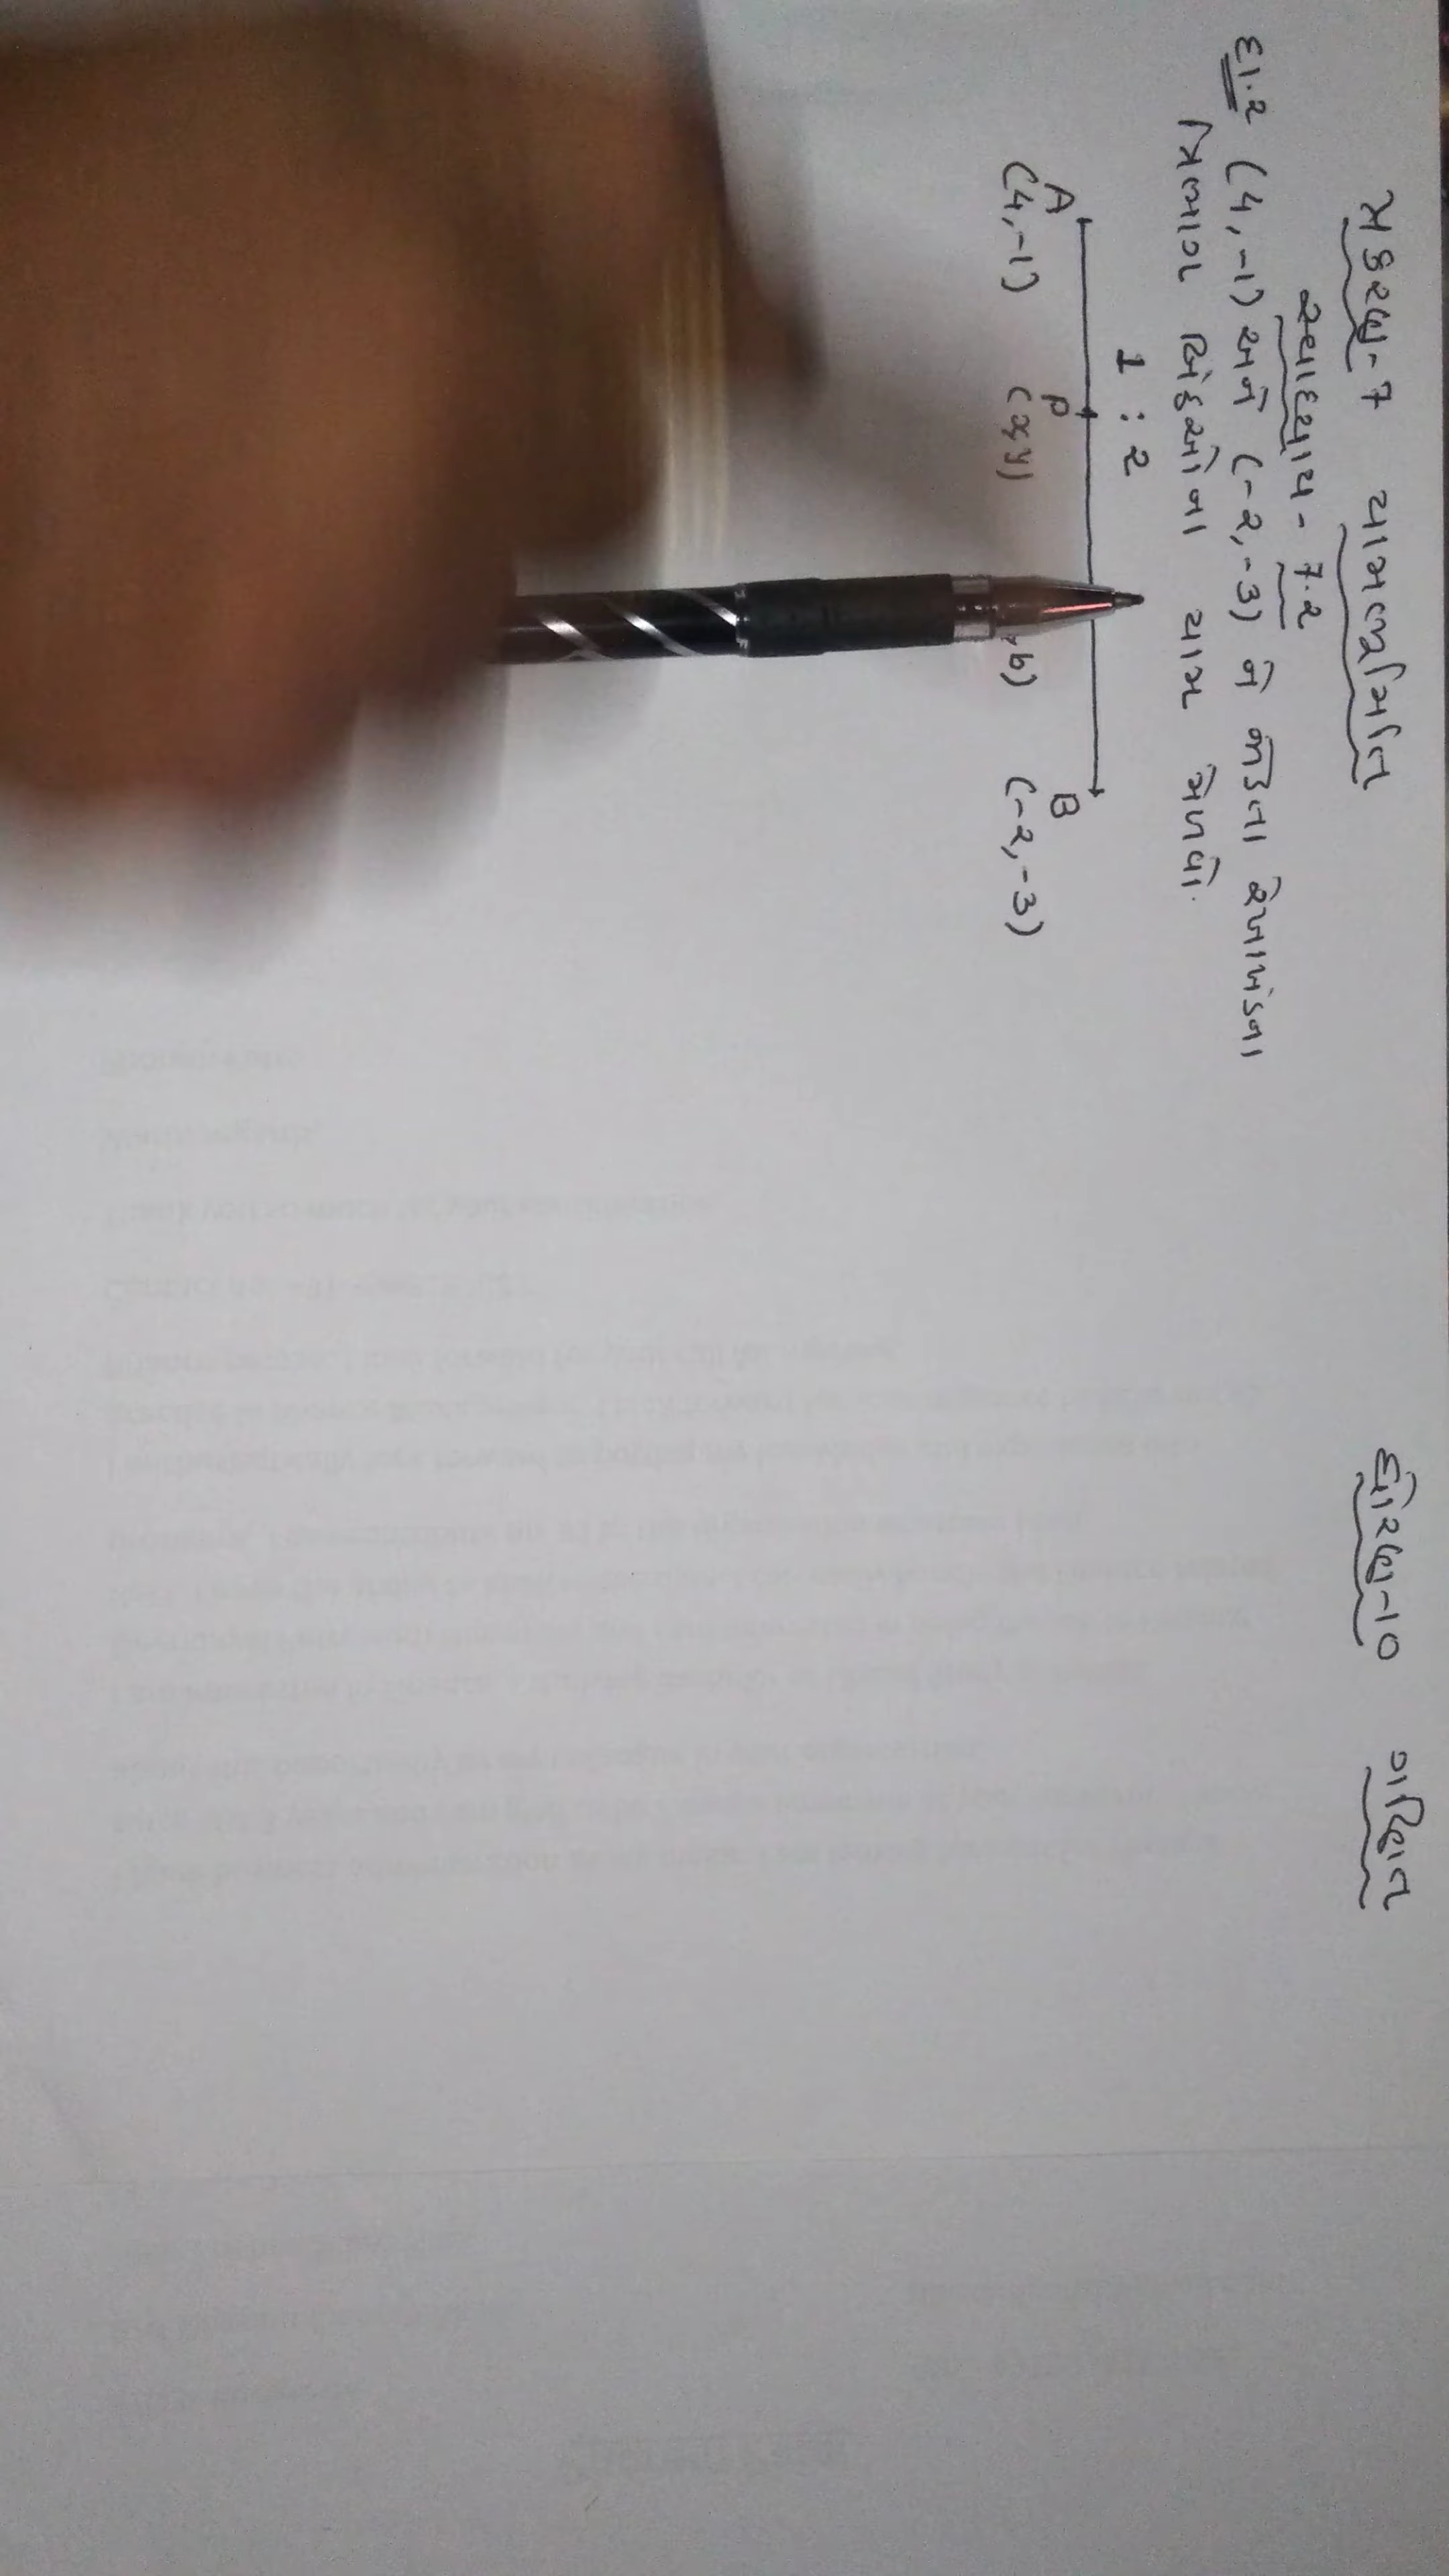 પ્રકરણ-7 યામભૂમિતિ ધોરણ-10 ગણિત
સ્વાધ્યાય-7.2
દા.2 (4,-1) અને (-2,-3) ને જોડતા રેખાખંડના
ત્રિભાગ બિંદુઓના યામ મેળવો.
1 : 2
A P B
(4,-1) (x,y) ,b) (-2,-3)